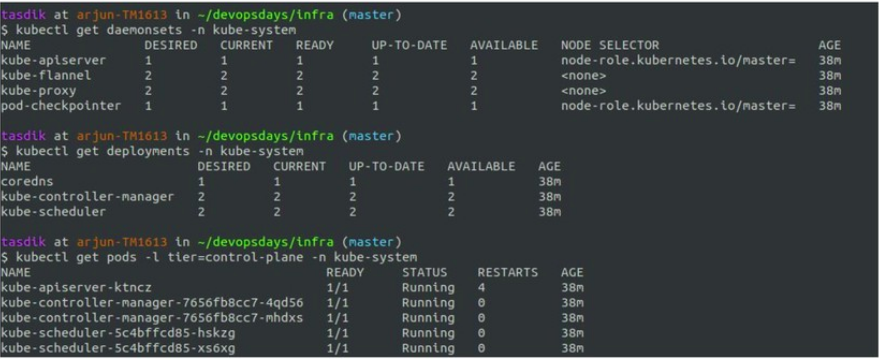 tasdik at arjun-TM1613 in ~/devopsdays/infra (master)
$ kubectl get daemonsets -n kube-system
NAME DESIRED CURRENT READY UP-TO-DATE AVAILABLE NODE SELECTOR AGE
kube-apiserver 1 1 1 1 1 node-role.kubernetes.io/master= 38m
kube-flannel 2 2 2 2 2 <none> 38m
kube-proxy 2 2 2 2 2 <none> 38m
pod-checkpointer 1 1 1 1 1 node-role.kubernetes.io/master= 38m
tasdik at arjun-TM1613 in ~/devopsdays/infra (master)
$ kubectl get deployments -n kube-system
NAME DESIRED CURRENT UP-TO-DATE AVAILABLE AGE
coredns 1 1 1 1 38m
kube-controller-manager 2 2 2 2 38m
kube-scheduler 2 2 2 2 38m
tasdik at arjun-TM1613 in ~/devopsdays/infra (master)
$ kubectl get pods -l tier=control-plane -n kube-system
NAME READY STATUS RESTARTS AGE
kube-apiserver-ktncz 1/1 Running 4 38m
kube-controller-manager-7656fb8cc7-4qd56 1/1 Running 0 38m
kube-controller-manager-7656fb8cc7-mhdxs 1/1 Running 0 38m
kube-scheduler-5c4bffcd85-hskzg 1/1 Running 0 38m
kube-scheduler-5c4bffcd85-xs6xg 1/1 Running 0 38m